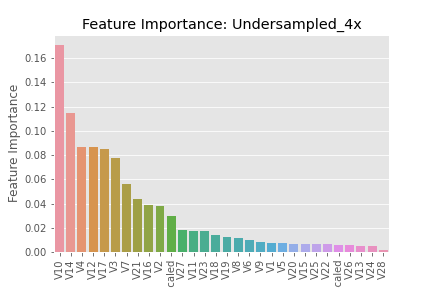 Feature Importance: Undersampled_4x
Feature Importance
0.16
0.14
0.12
0.10
0.08
0.06
0.04
0.02
0.00
V10
V14
V4
V12
V17
V3
V7
V21
V16
V2
caled
V27
V11
V23
V18
V19
V8
V6
V9
V1
V5
V20
V15
V25
V22
caled
V26
V13
V24
V28